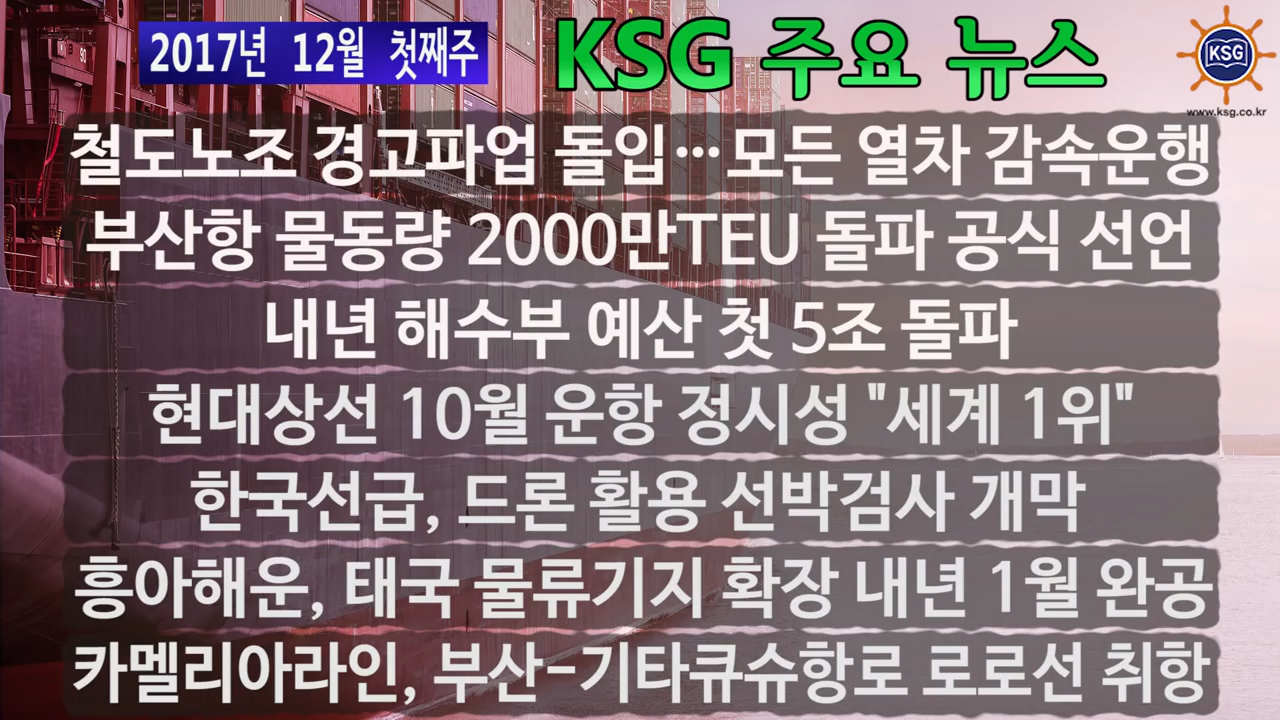 2017년 12월 첫째주
KSG 주요 뉴스
KSG
www.ksg.co.kr
철도노조 경고파업 돌입…모든 열차 감속운행
부산항 물동량 2000만TEU 돌파 공식 선언
내년 해수부 예산 첫 5조 돌파
현대상선 10월 운항 정시성 "세계 1위"
한국선급, 드론 활용 선박검사 개막
흥아해운, 태국 물류기지 확장 내년 1월 완공
카멜리아라인, 부산-기타큐슈항로 로로선 취항